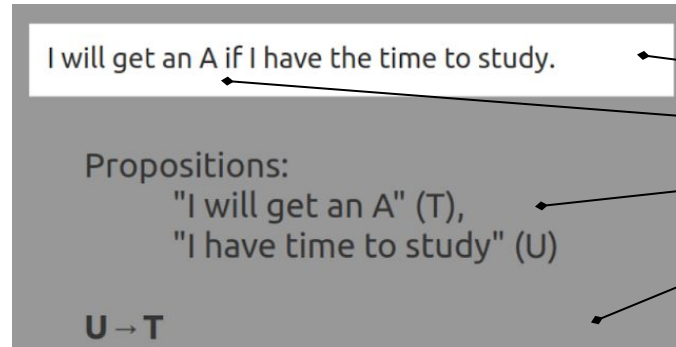 I will get an A if I have the time to study.
Propositions:
"I will get an A" (T),
"I have time to study" (U)
U→T